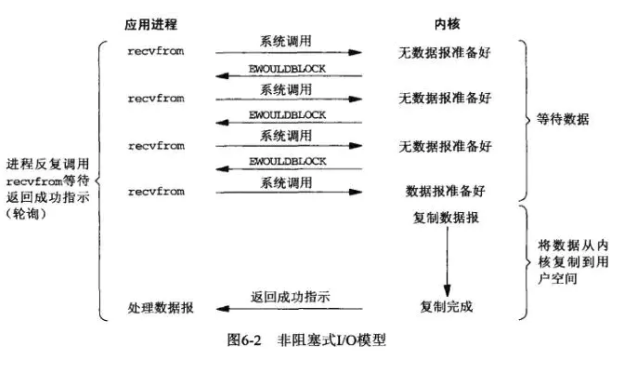 应用进程
内核
recvfrom
系统调用
无数据报准备好
EWOULDBLOCK
recvfrom
系统调用
无数据报准备好
EWOULDBLOCK
recvfrom
系统调用
无数据报准备好
EWOULDBLOCK
recvfrom
系统调用
数据报准备好
等待数据
进程反复调用
recvfrom等待
返回成功指示
(轮询)
复制数据报
将数据从内
核复制到用
户空间
处理数据报
返回成功指示
复制完成
图6-2 非阻塞式I/O模型